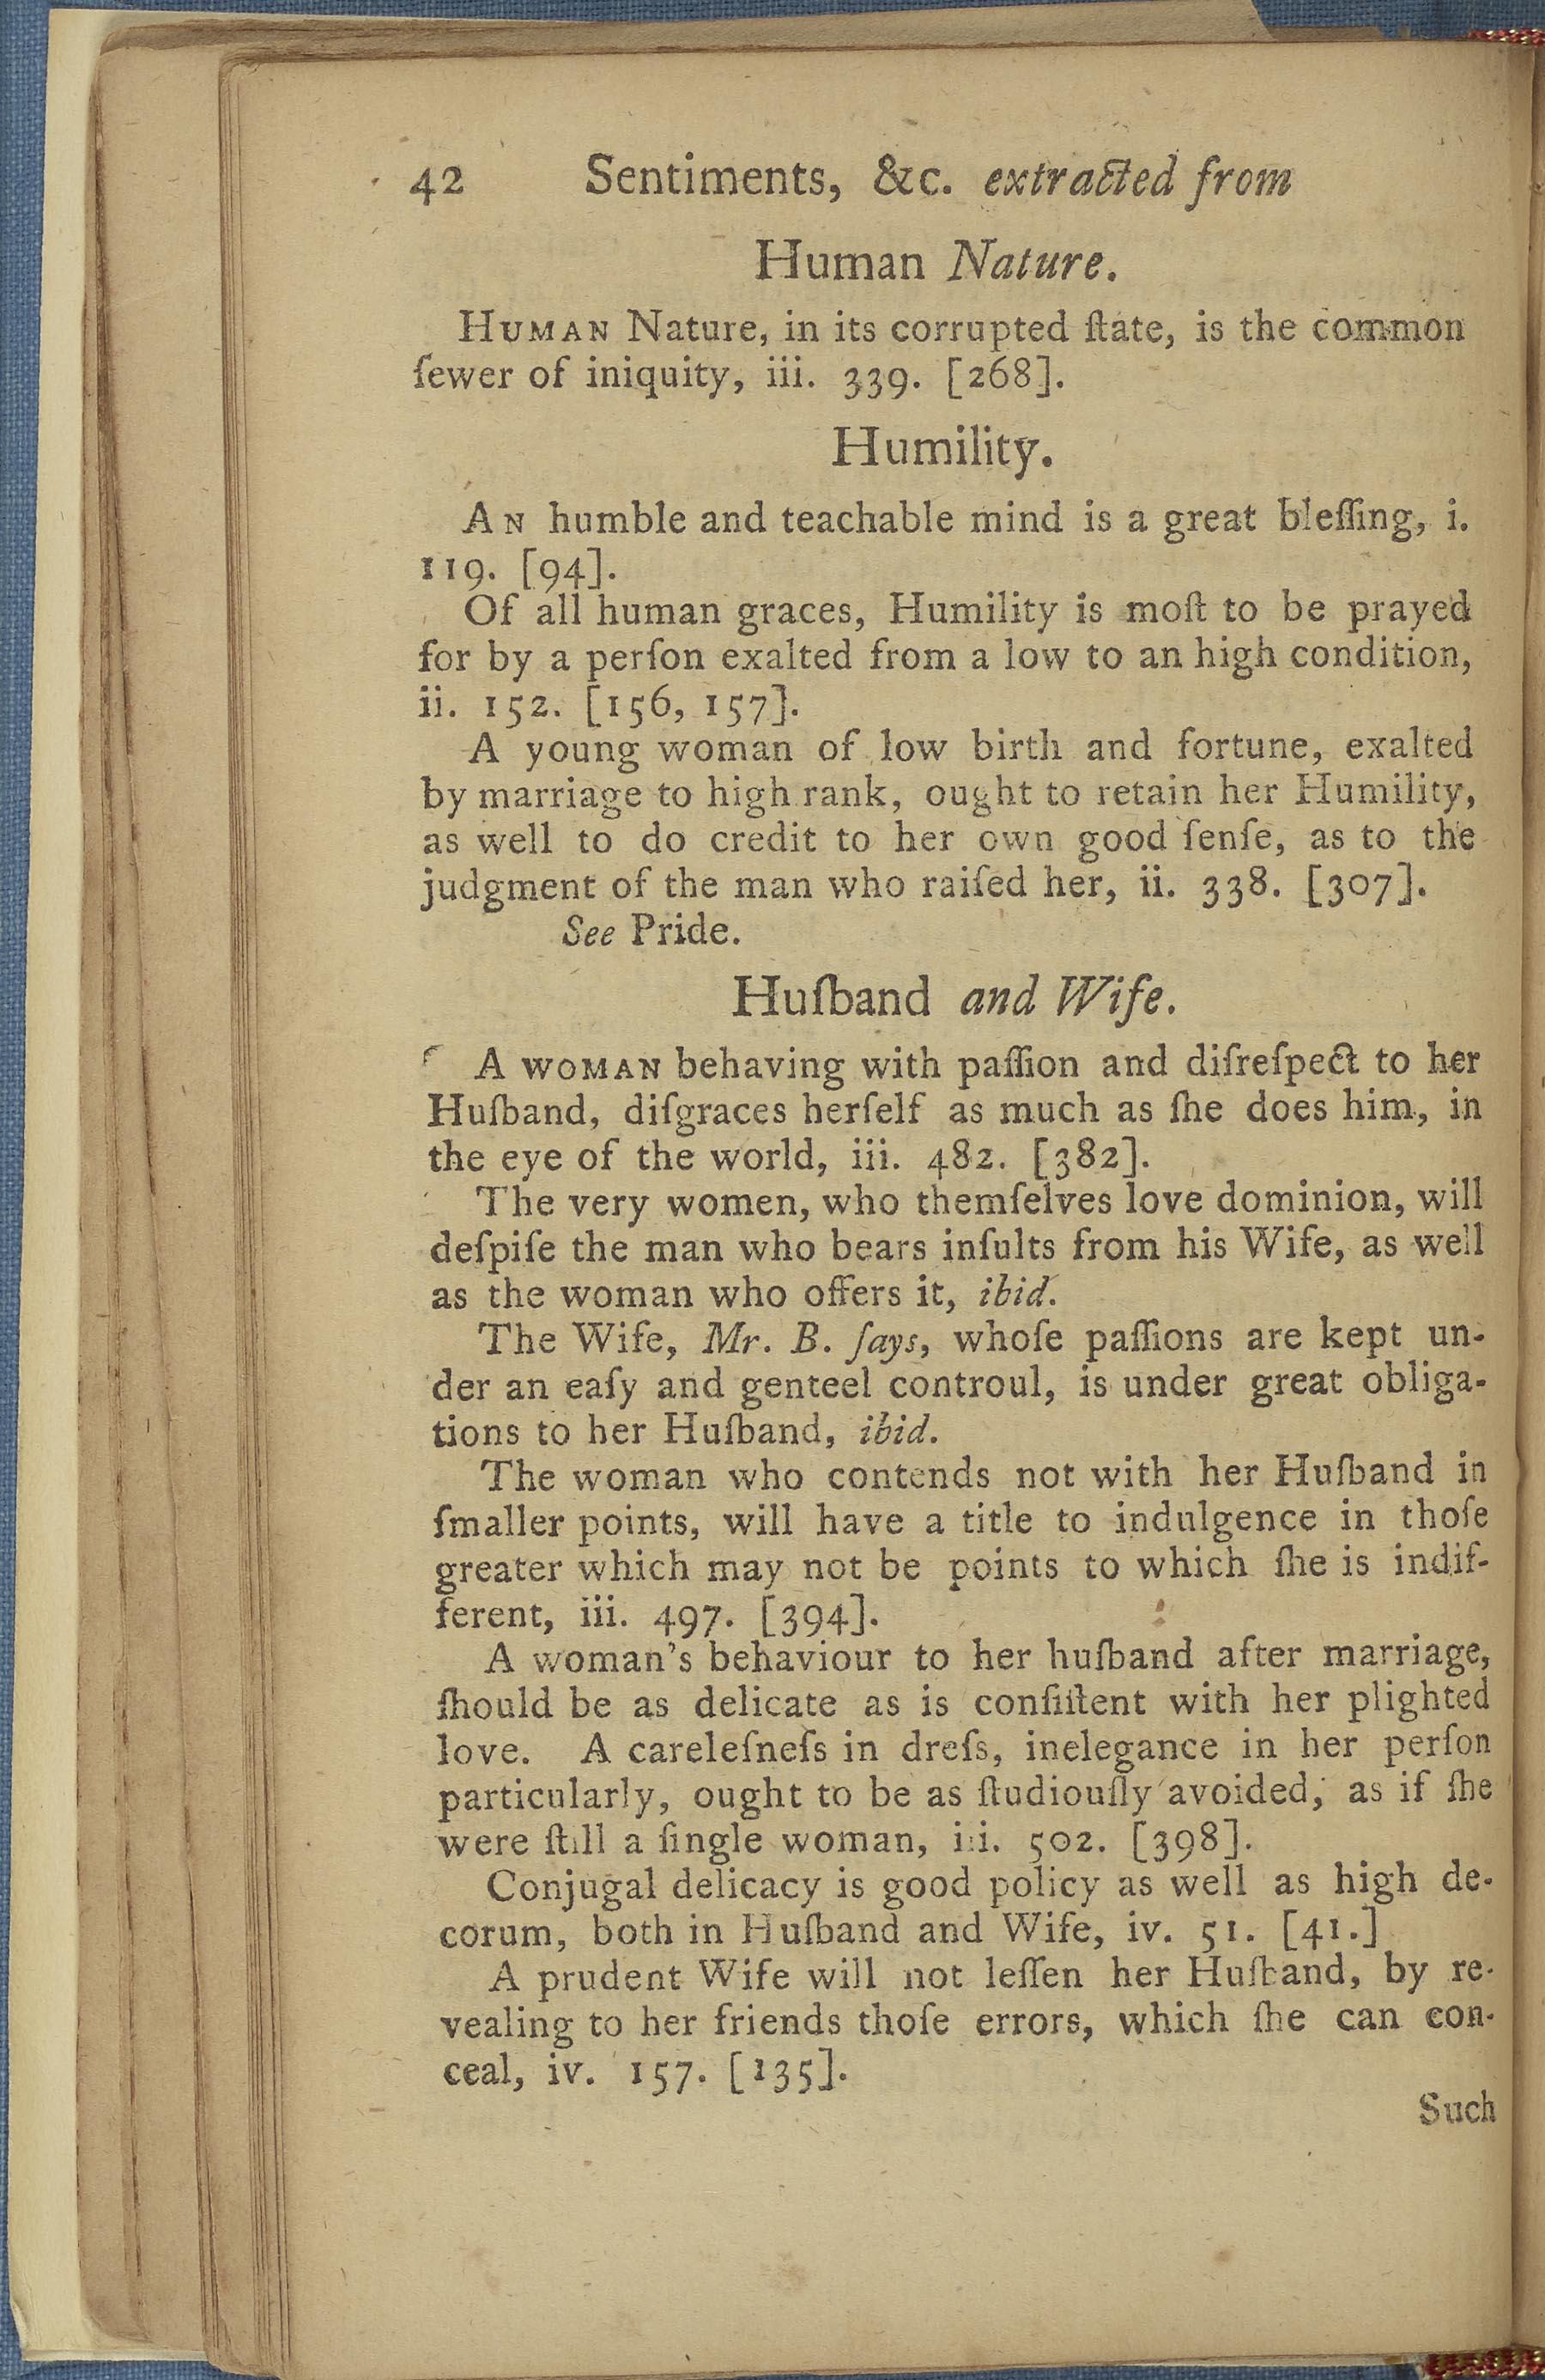 42 Sentiments, &c. extracted from
Human Nature.
HUMAN Nature, in its corrupted ſtate, is the common
ſewer of iniquity, iii. 339. [268].
Humility.
AN humble and teachable mind is a great bleſſing, i.
119. [94].
Of all human graces, Humility is moſt to be prayed
for by a perſon exalted from a low to an high condition,
ii. 152. [156, 157].
A young woman of low birth and fortune, exalted
by marriage to high rank, ought to retain her Humility,
as well to do credit to her own good ſenſe, as to the
judgment of the man who raiſed her, ii. 338. [307].
See Pride.
Huſband and Wife.
A WOMAN behaving with paſſion and diſreſpect to her
Huſband, diſgraces herſelf as much as ſhe does him, in
the eye of the world, iii. 482. [382].
The very women, who themſelves love dominion, will
deſpiſe the man who bears inſults from his Wife, as well
as the woman who offers it, ibid.
The Wife, Mr. B. ſays, whoſe paſſions are kept un-
der an eaſy and genteel controul, is under great obliga-
tions to her Huſband, ibid.
The woman who contends not with her Huſband in
ſmaller points, will have a title to indulgence in thoſe
greater which may not be points to which ſhe is indif-
ferent, iii. 497. [394].
A woman's behaviour to her huſband after marriage,
ſhould be as delicate as is conſiſtent with her plighted
love. A careleſneſs in dreſs, inelegance in her perſon
particularly, ought to be as ſtudiouſly avoided, as if ſhe
were ſtill a ſingle woman, iii. 502. [398].
Conjugal delicacy is good policy as well as high de-
corum, both in Huſband and Wife, iv. 51. [41.]
A prudent Wife will not leſſen her Huſband, by re-
vealing to her friends thoſe errors, which ſhe can con-
ceal, iv. 157. [135].
Such